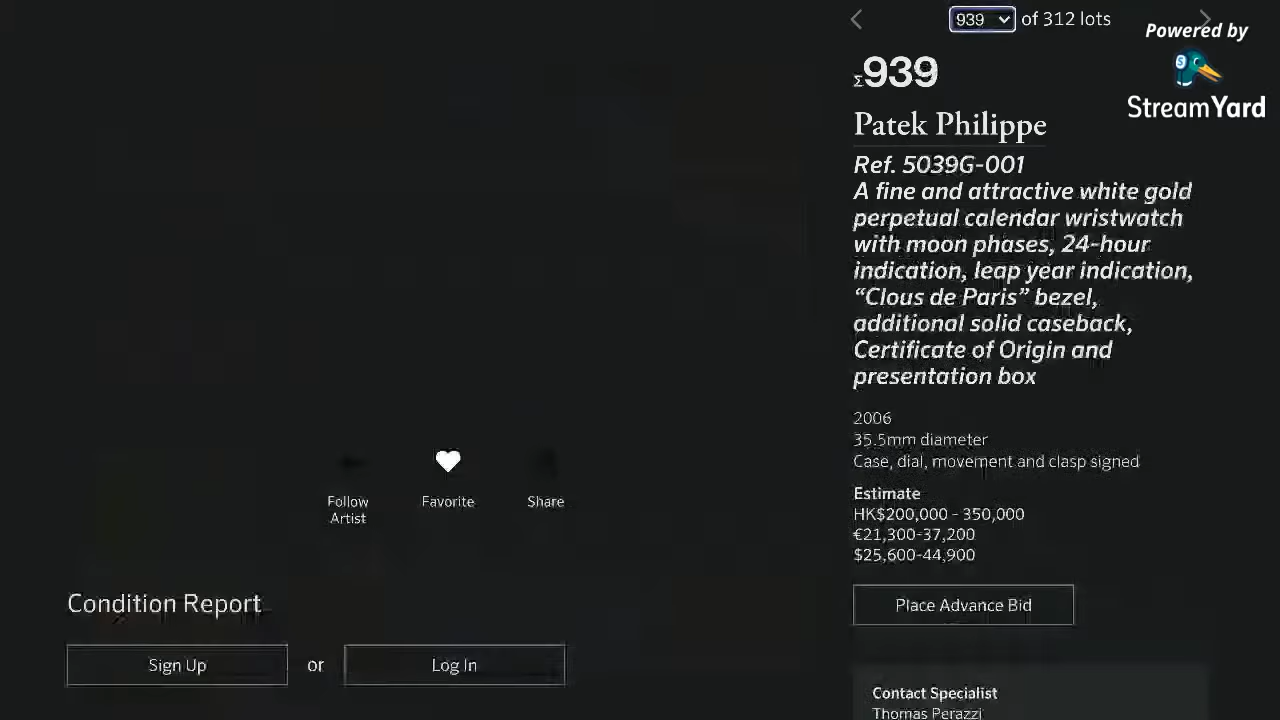 939 of 312 lots
Powered by
StreamYard
Σ939
Patek Philippe
Ref. 5039G-001
A fine and attractive white gold
perpetual calendar wristwatch
with moon phases, 24-hour
indication, leap year indication,
“Clous de Paris” bezel,
additional solid caseback,
Certificate of Origin and
presentation box
2006
35.5mm diameter
Case, dial, movement and clasp signed
Estimate
HK$200,000 - 350,000
€21,300-37,200
$25,600-44,900
Place Advance Bid
Contact Specialist
Thomas Perazzi
Follow
Artist
Favorite
Share
Condition Report
Sign Up or Log In